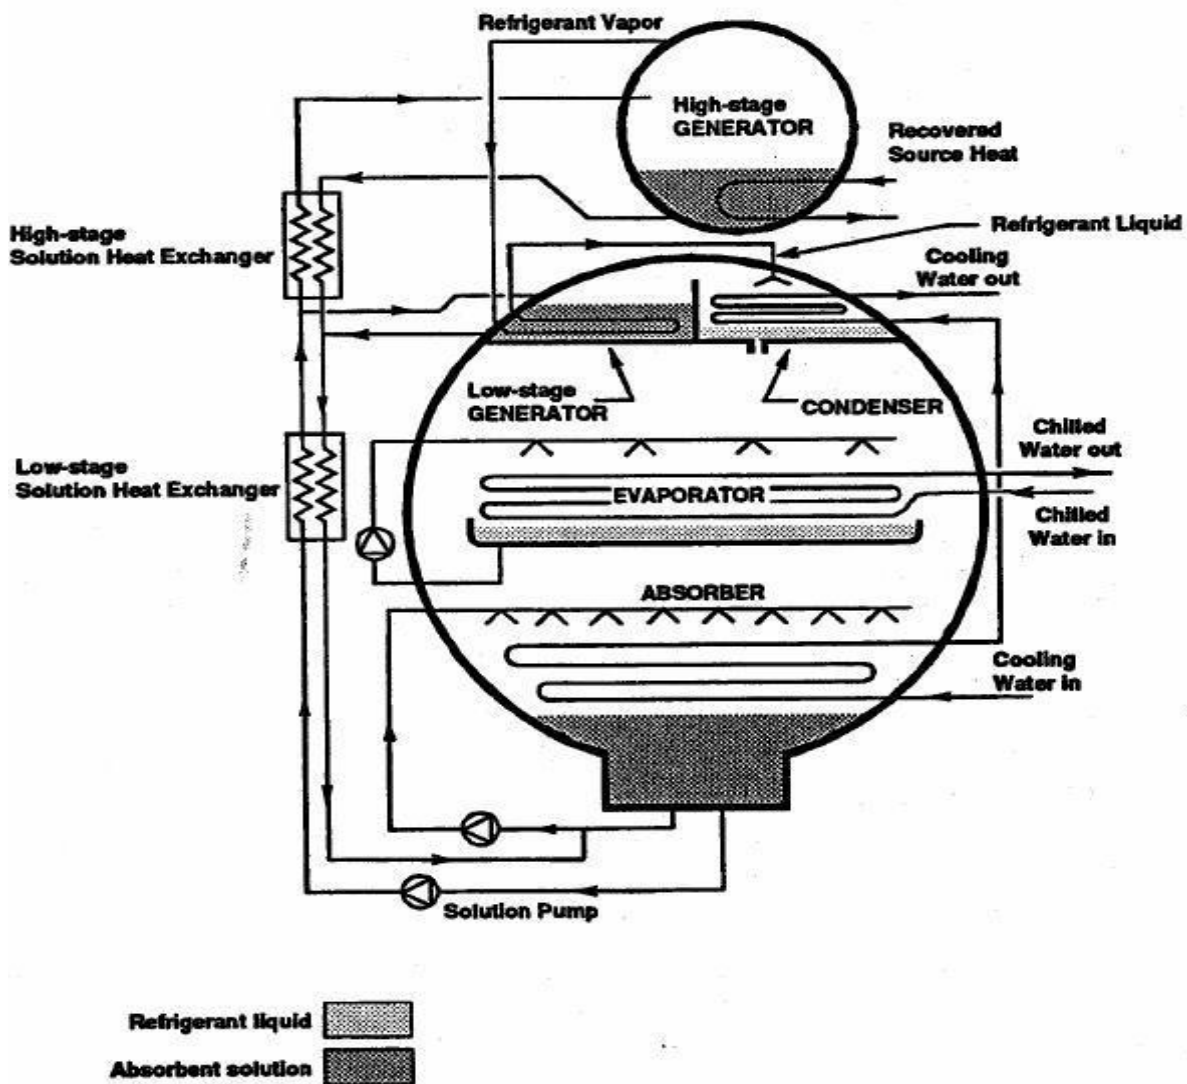 Refrigerant Vapor
High-stage
GENERATOR
Recovered
Source Heat
High-stage
Solution Heat Exchanger
Refrigerant Liquid
Cooling
Water out
Low-stage
GENERATOR
CONDENSER
Chilled
Water out
Low-stage
Solution Heat Exchanger
EVAPORATOR
Chilled
Water in
ABSORBER
Cooling
Water in
Solution Pump
Refrigerant liquid
Absorbent solution